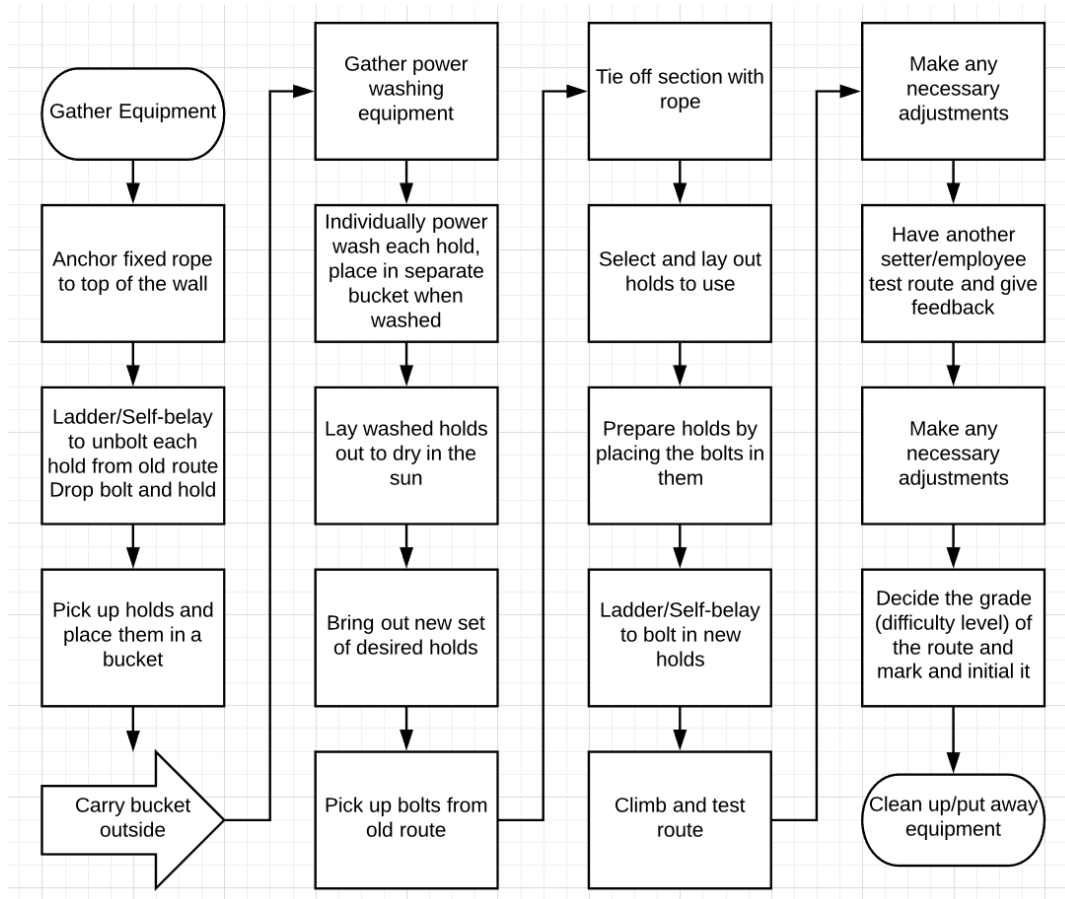 Gather Equipment
Anchor fixed rope
to top of the wall
Ladder/Self-belay
to unbolt each
hold from old route
Drop bolt and hold
Pick up holds and
place them in a
bucket
Carry bucket
outside
Gather power
washing
equipment
Individually power
wash each hold,
place in separate
bucket when
washed
Lay washed holds
out to dry in the
sun
Bring out new set
of desired holds
Pick up bolts from
old route
Tie off section with
rope
Select and lay out
holds to use
Prepare holds by
placing the bolts in
them
Ladder/Self-belay
to bolt in new
holds
Climb and test
route
Make any
necessary
adjustments
Have another
setter/employee
test route and give
feedback
Make any
necessary
adjustments
Decide the grade
(difficulty level) of
the route and
mark and initial it
Clean up/put away
equipment